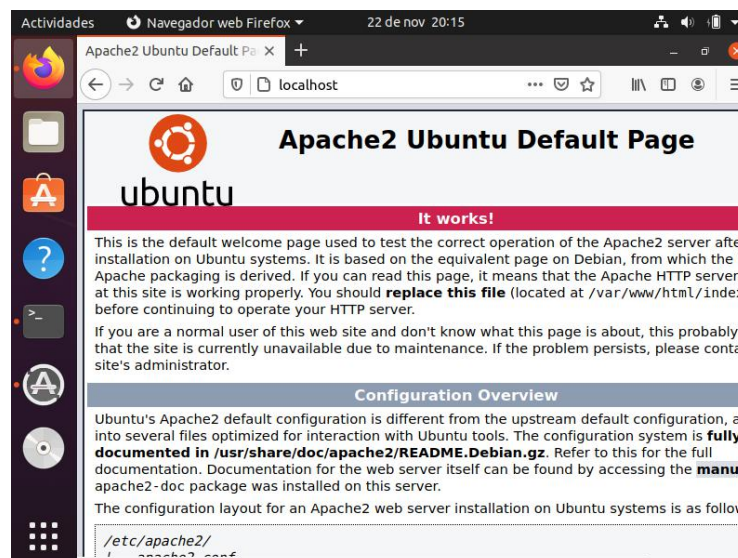 Actividades Navegador web Firefox 22 de nov 20:15
Apache2 Ubuntu Default Pa
localhost
ubuntu
Apache2 Ubuntu Default Page
It works!
This is the default welcome page used to test the correct operation of the Apache2 server afte
installation on Ubuntu systems. It is based on the equivalent page on Debian, from which the
Apache packaging is derived. If you can read this page, it means that the Apache HTTP server
at this site is working properly. You should replace this file (located at /var/www/html/inde
before continuing to operate your HTTP server.
If you are a normal user of this web site and don't know what this page is about, this probably
that the site is currently unavailable due to maintenance. If the problem persists, please conta
site's administrator.
Configuration Overview
Ubuntu's Apache2 default configuration is different from the upstream default configuration, a
into several files optimized for interaction with Ubuntu tools. The configuration system is fully
documented in /usr/share/doc/apache2/README.Debian.gz. Refer to this for the full
documentation. Documentation for the web server itself can be found by accessing the manu
apache2-doc package was installed on this server.
The configuration layout for an Apache2 web server installation on Ubuntu systems is as follow
/etc/apache2/
apache2.conf